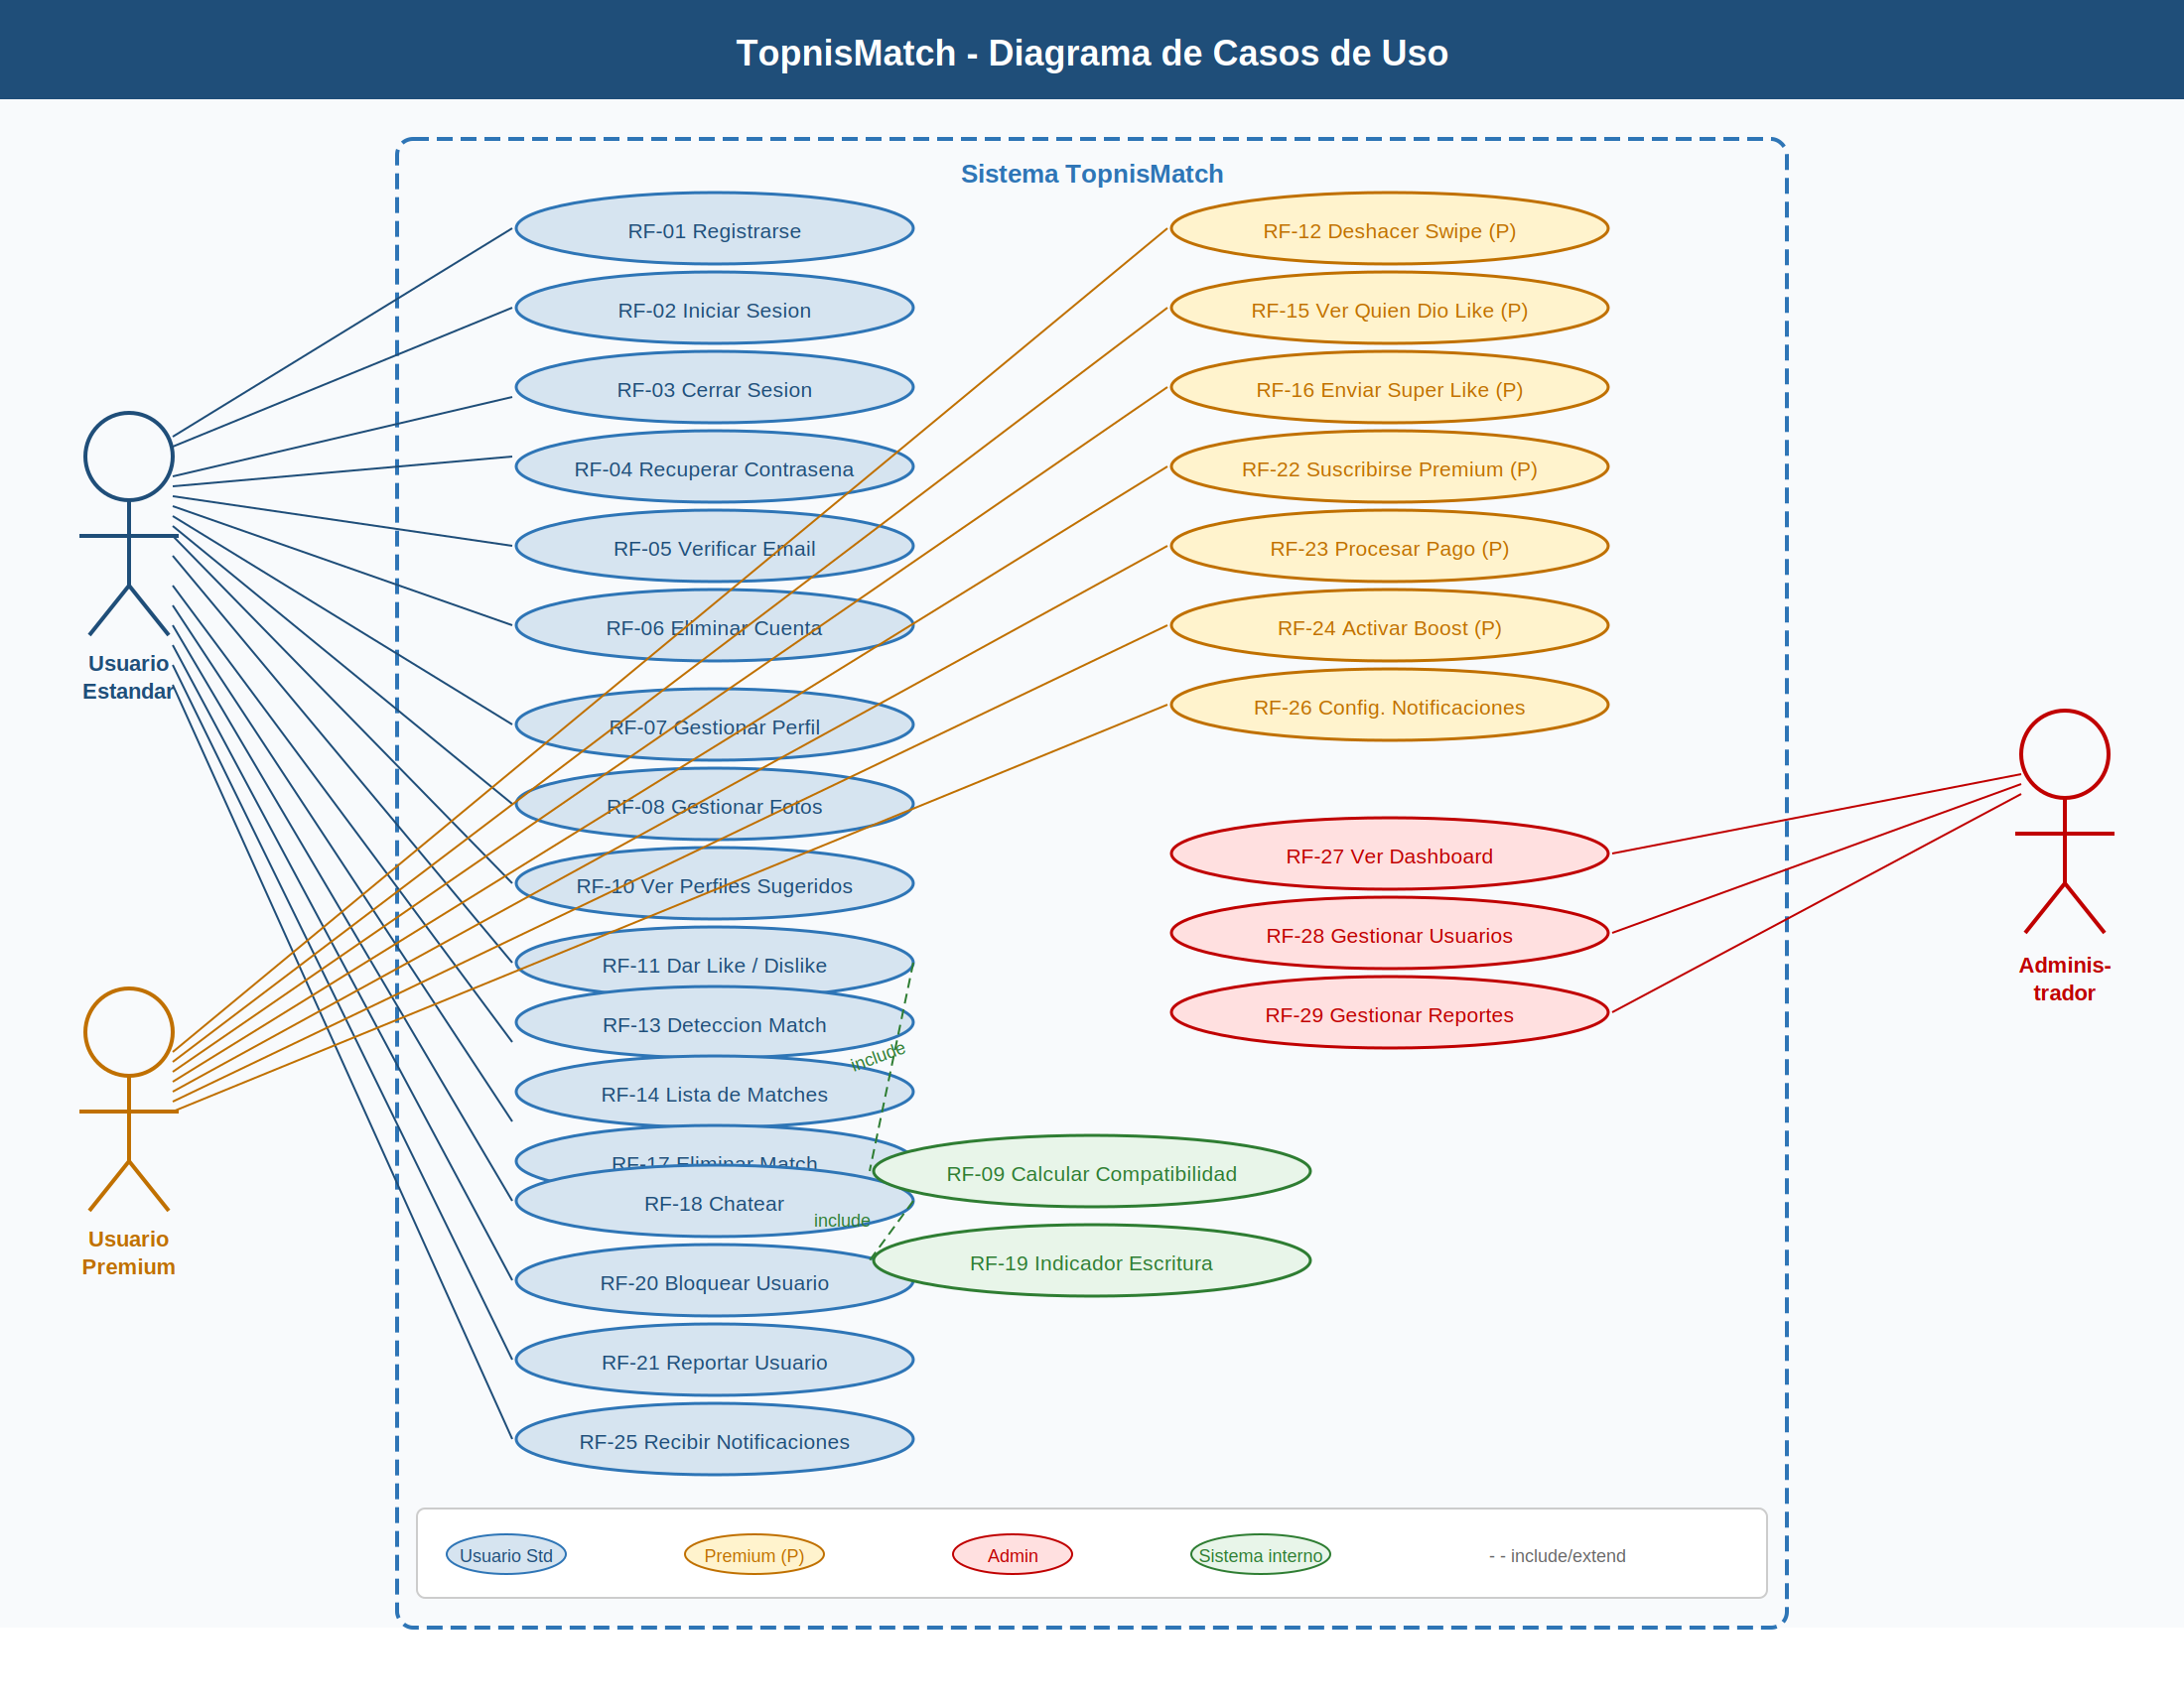 TopnisMatch - Diagrama de Casos de Uso
Sistema TopnisMatch
RF-01 Registrarse
RF-02 Iniciar Sesion
RF-03 Cerrar Sesion
RF-04 Recuperar Contrasena
RF-05 Verificar Email
RF-06 Eliminar Cuenta
RF-07 Gestionar Perfil
RF-08 Gestionar Fotos
RF-10 Ver Perfiles Sugeridos
RF-11 Dar Like / Dislike
RF-13 Deteccion Match
RF-14 Lista de Matches
RF-17 Eliminar Match
RF-18 Chatear
RF-20 Bloquear Usuario
RF-21 Reportar Usuario
RF-25 Recibir Notificaciones
RF-12 Deshacer Swipe (P)
RF-15 Ver Quien Dio Like (P)
RF-16 Enviar Super Like (P)
RF-22 Suscribirse Premium (P)
RF-23 Procesar Pago (P)
RF-24 Activar Boost (P)
RF-26 Config. Notificaciones
RF-27 Ver Dashboard
RF-28 Gestionar Usuarios
RF-29 Gestionar Reportes
include
RF-09 Calcular Compatibilidad
include
RF-19 Indicador Escritura
Usuario
Estandar
Usuario
Premium
Adminis-
trador
Usuario Std
Premium (P)
Admin
Sistema interno
- - include/extend